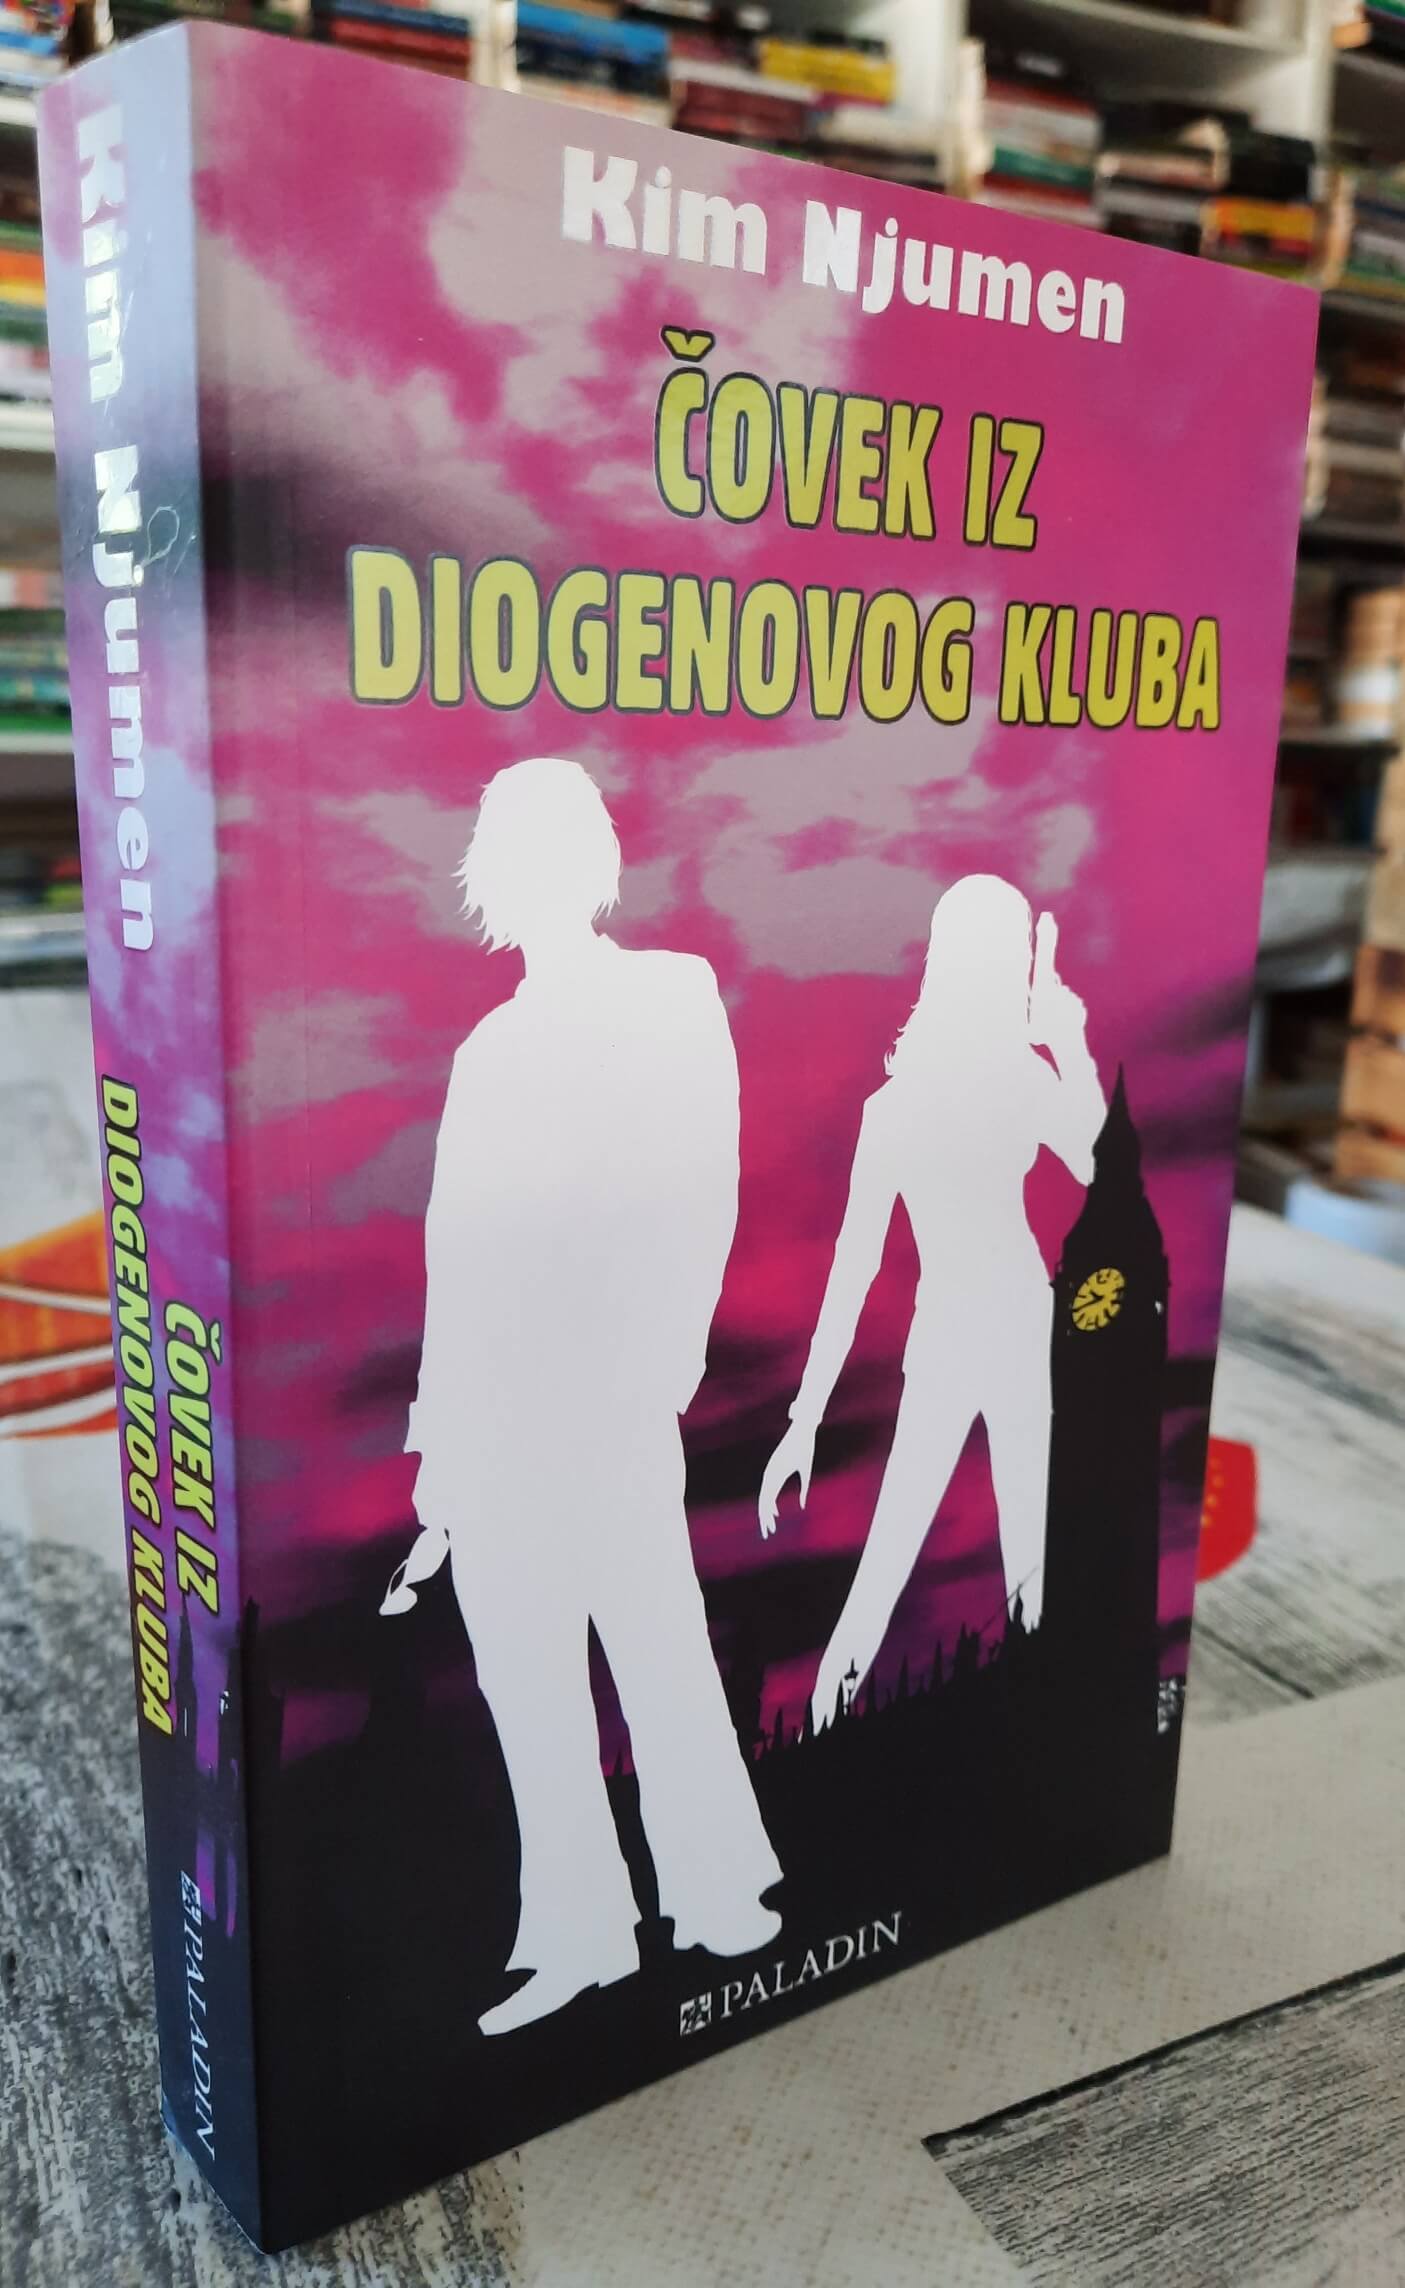 Kim Njumen
ČOVEK IZ
DIOGENOVOG KLUBA
PALADIN
Kim Njumen
ČOVEK IZ
DIOGENOVOG KLUBA
PALADIN